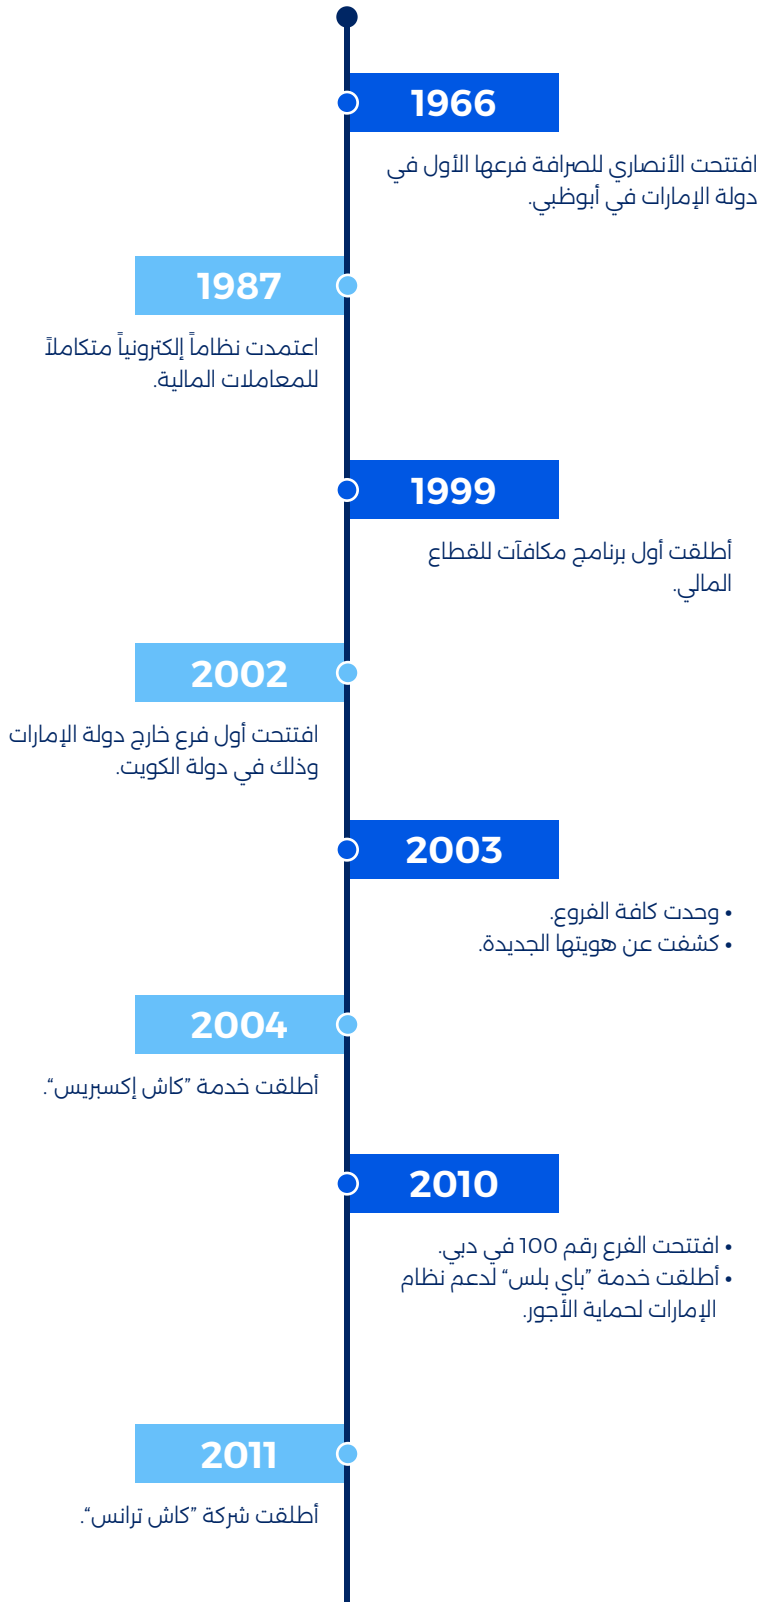 1966
افتتحت الأنصاري للصرافة فرعها الأول في
دولة الإمارات في أبوظبي.
1987
اعتمدت نظاماً إلكترونياً متكاملاً
للمعاملات المالية.
1999
أطلقت أول برنامج مكافآت للقطاع
المالي.
2002
افتتحت أول فرع خارج دولة الإمارات
وذلك في دولة الكويت.
2003
• وحدت كافة الفروع.
• كشفت عن هويتها الجديدة.
2004
أطلقت خدمة ”كاش إكسبريس“.
2010
• افتتحت الفرع رقم 100 في دبي.
• أطلقت خدمة ”باي بلس“ لدعم نظام
الإمارات لحماية الأجور.
2011
أطلقت شركة ”كاش ترانس“.